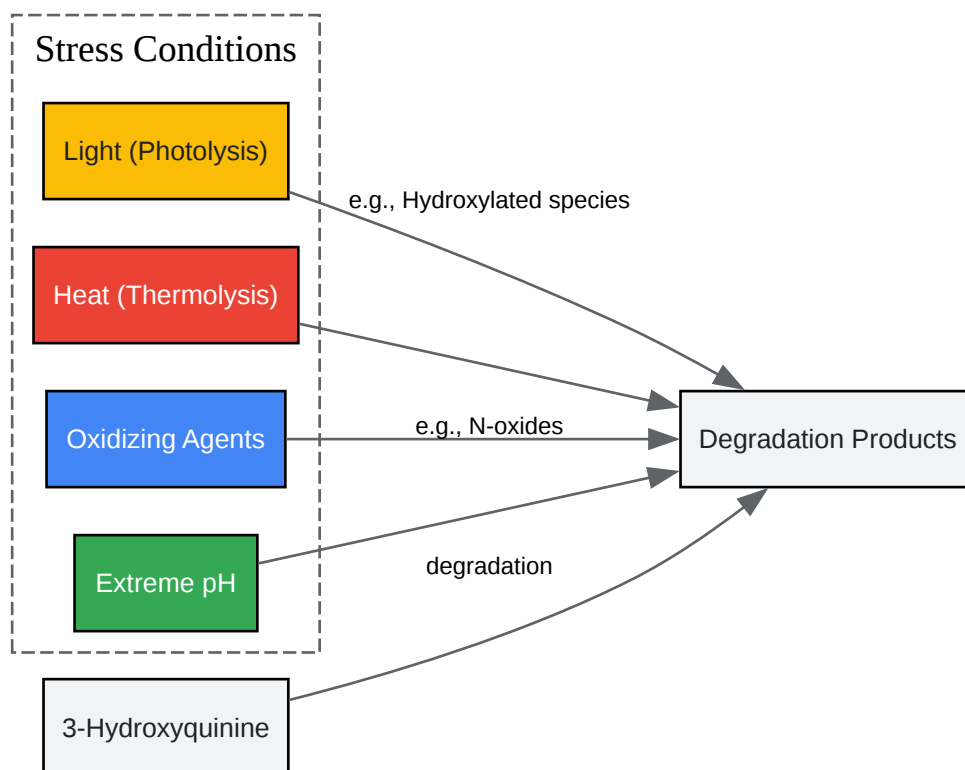 Stress Conditions
Light (Photolysis)
e.g., Hydroxylated species
Heat (Thermolysis)
Oxidizing Agents
e.g., N-oxides
Degradation Products
Extreme pH
degradation
3-Hydroxyquinine